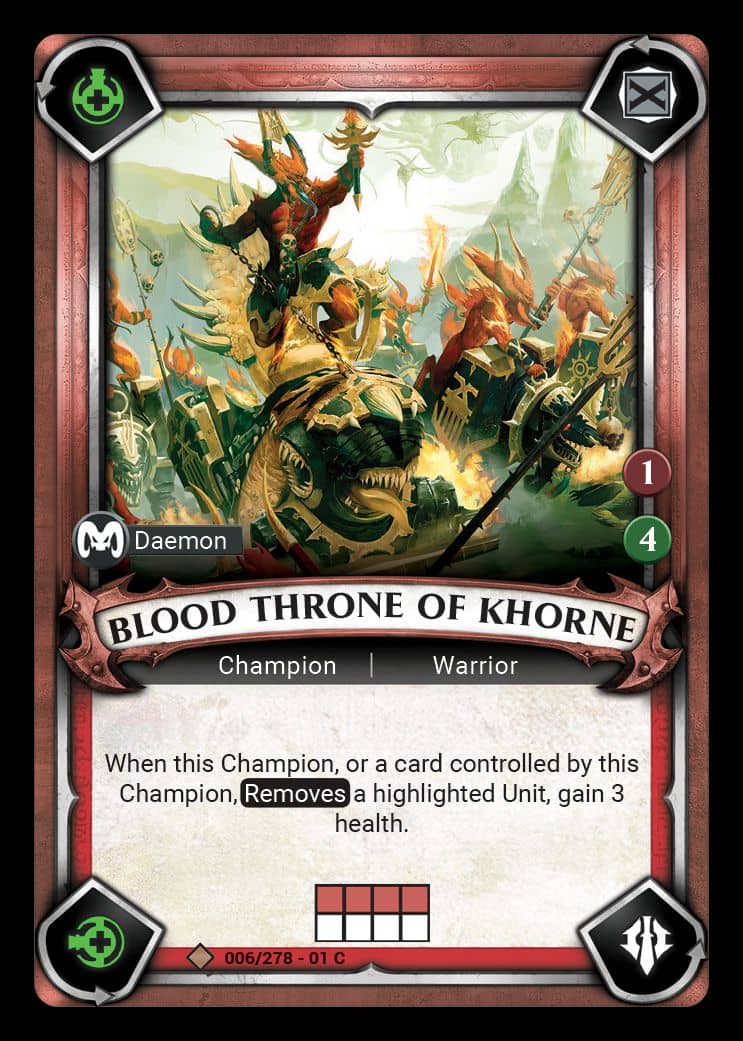 1
Daemon
4
BLOOD THRONE OF KHORNE
Champion | Warrior
When this Champion, or a card controlled by this
Champion, Removes a highlighted Unit, gain 3
health.
006/278 - 01 C